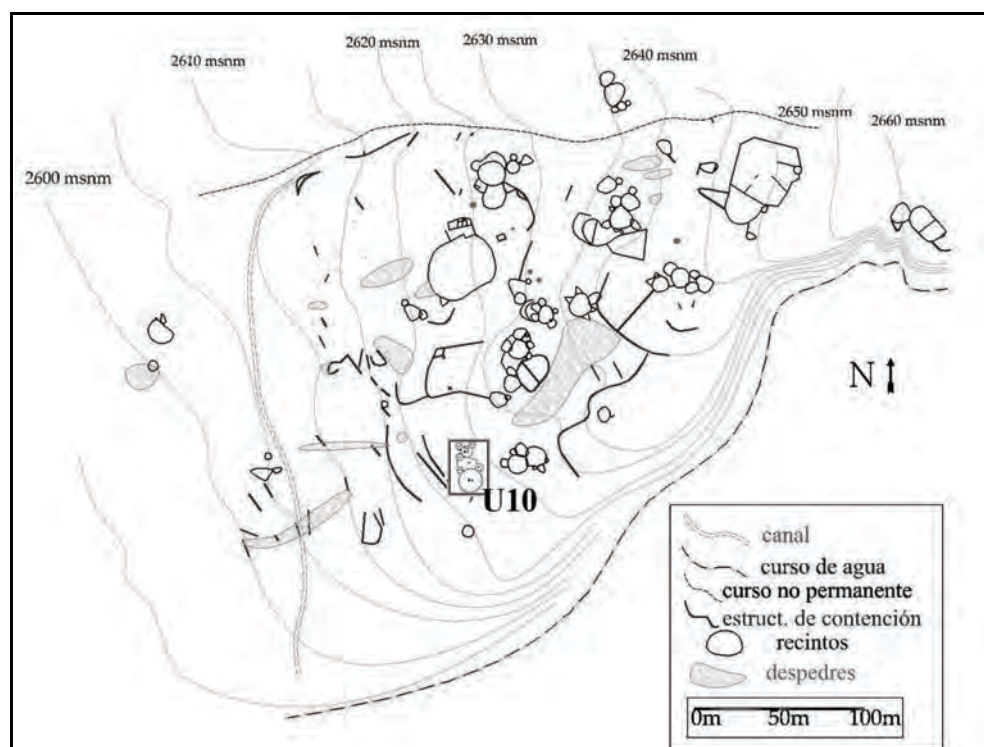 2620 msnm
2630 msnm
2610 msnm
2640 msnm
2650 msnm
2660 msnm
2600 msnm
N
U10
canal
curso de agua
curso no permanente
estruct. de contención
recintos
despedres
0m 50m 100m